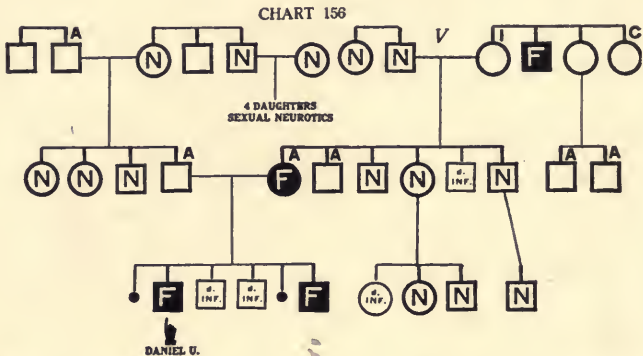 CHART 156
A V C
N N N N N I F
4 DAUGHTERS
SEXUAL NEUROTICS
A A A A A
N N N F N N d. INF. N
F d. INF. d. INF. F d. INF. N N N
DANIEL U.